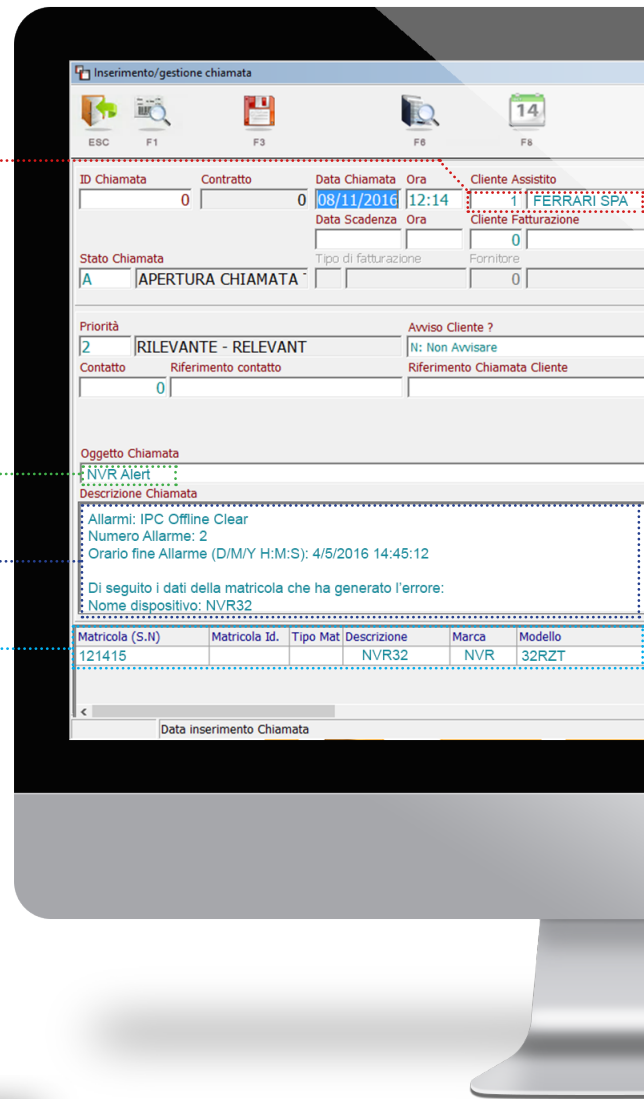 Inserimento/gestione chiamata
14
ESC F1 F3 F6 F8
ID Chiamata Contratto Data Chiamata Ora Cliente Assistito
0 0 08/11/2016 12:14 1 FERRARI SPA
Data Scadenza Ora Cliente Fatturazione
0
Stato Chiamata Tipo di fatturazione Fornitore
A APERTURA CHIAMATA 0
Priorità Avviso Cliente ?
2 RILEVANTE - RELEVANT N: Non Avvisare
Contatto Riferimento contatto Riferimento Chiamata Cliente
0
Oggetto Chiamata
NVR Alert
Descrizione Chiamata
Allarmi: IPC Offline Clear
Numero Allarme: 2
Orario fine Allarme (D/M/Y H:M:S): 4/5/2016 14:45:12
Di seguito i dati della matricola che ha generato l'errore:
Nome dispositivo: NVR32
Matricola (S.N) Matricola Id. Tipo Mat Descrizione Marca Modello
121415 NVR32 NVR 32RZT
Data inserimento Chiamata